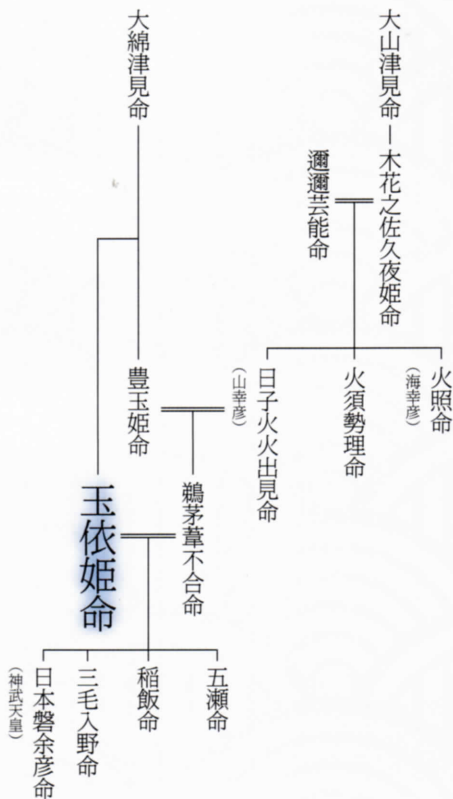 大山津見命
木花之佐久夜姫命
邇邇芸能命
火照命
（海幸彦）
火須勢理命
日子火火出見命
（山幸彦）
大綿津見命
豊玉姫命
鵜茅葺不合命
玉依姫命
五瀬命
稲飯命
三毛入野命
日本磐余彦命
（神武天皇）